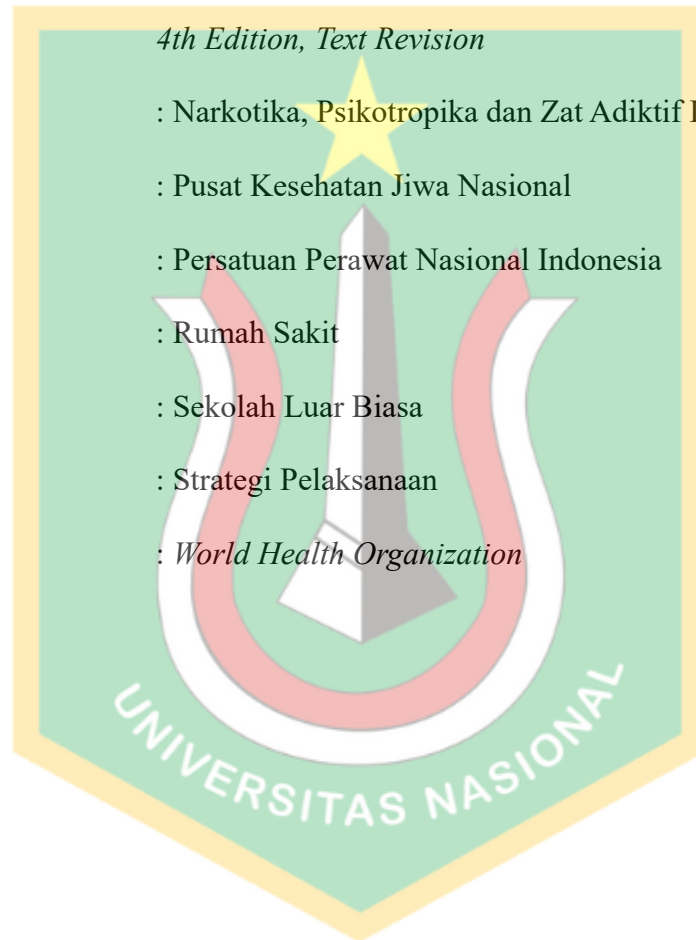 4th Edition, Text Revision
: Narkotika, Psikotropika dan Zat Adiktif
: Pusat Kesehatan Jiwa Nasional
: Persatuan Perawat Nasional Indonesia
: Rumah Sakit
: Sekolah Luar Biasa
: Strategi Pelaksanaan
: World Health Organization
UNIVERSITAS NASIONAL